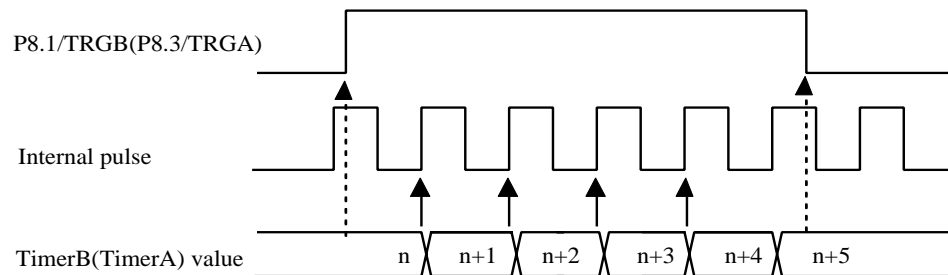 P8.1/TRGB(P8.3/TRGA)
Internal pulse
TimerB(TimerA) value n n+1 n+2 n+3 n+4 n+5